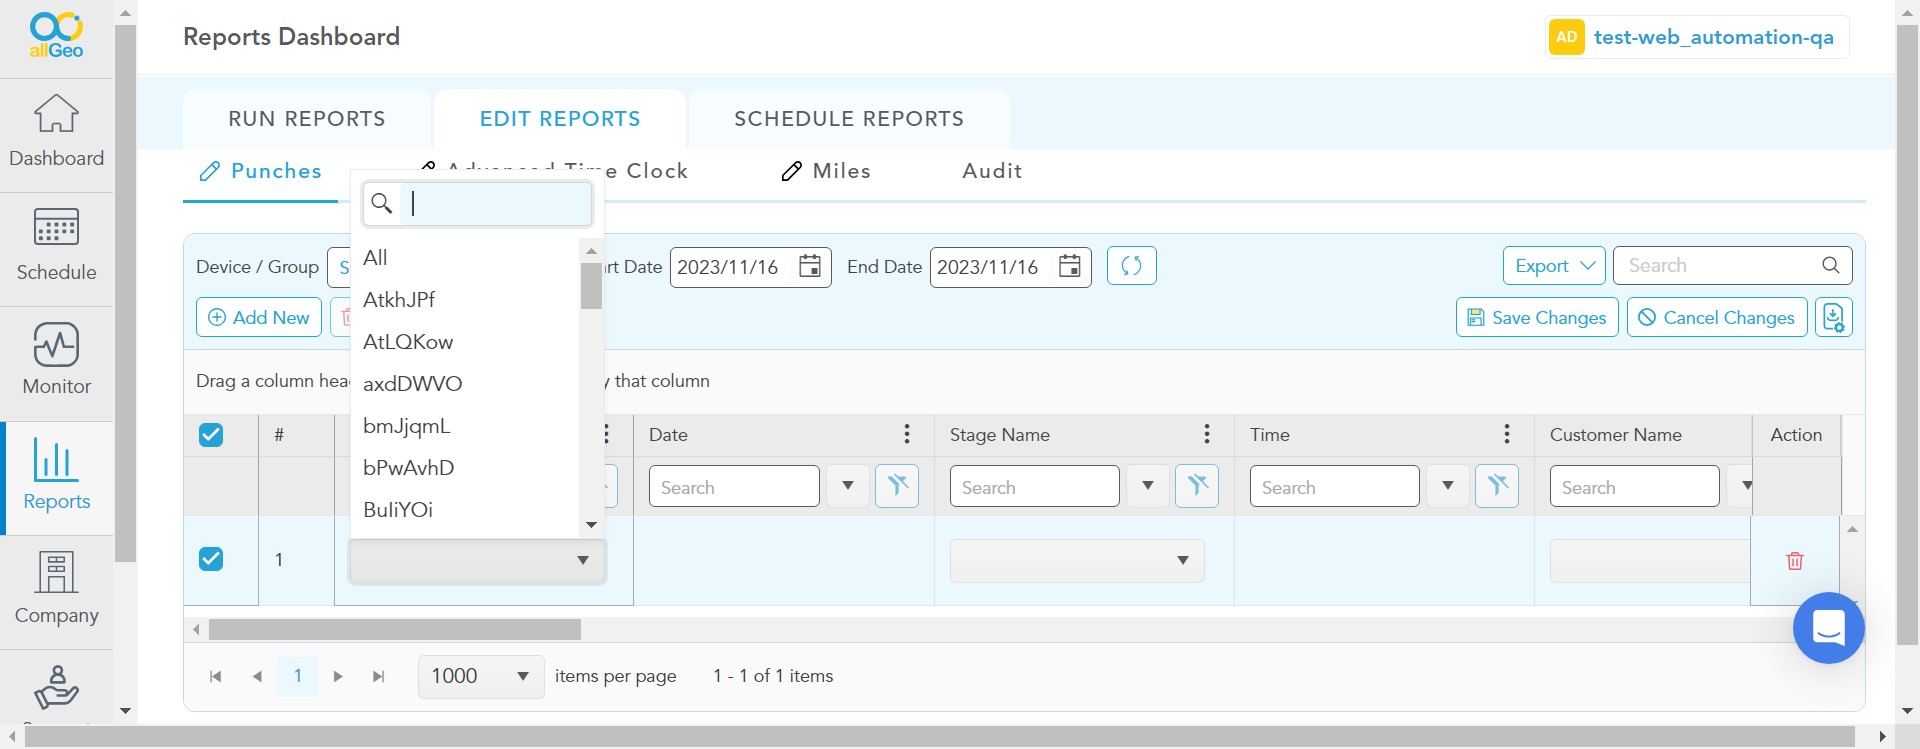 allGeo
Reports Dashboard
AD test-web_automation-qa
Dashboard
Schedule
Monitor
Reports
Company
RUN REPORTS
EDIT REPORTS
SCHEDULE REPORTS
Punches
Advanced Time Clock
Miles
Audit
Device / Group
S
rt Date
2023/11/16
End Date
2023/11/16
Export
Search
Add New
Save Changes
Cancel Changes
All
AtkhJPf
AtLQKow
axdDWVO
bmJjqmL
bPwAvhD
BuIiYOi
Drag a column hea
y that column
#
Date
Stage Name
Time
Customer Name
Action
Search
Search
Search
Search
1
1
1000
items per page
1 - 1 of 1 items